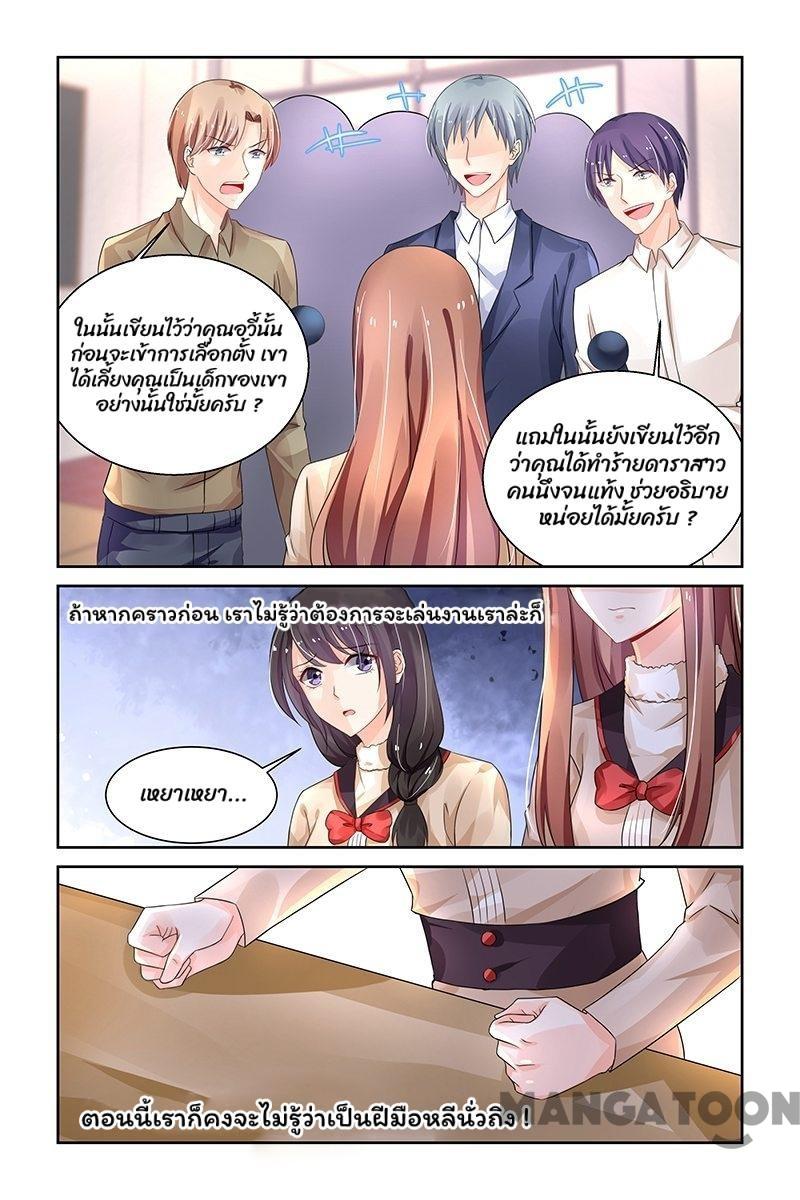 ในนั้นเขียนไว้ว่าคุณอวี้นั้น
ก่อนจะเข้าการเลือกตั้ง เขา
ได้เลี้ยงคุณเป็นเด็กของเขา
อย่างนั้นใช่มั้ยครับ ?
แถมในนั้นยังเขียนไว้อีก
ว่าคุณได้ทำร้ายดาราสาว
คนนึงจนแท้ง ช่วยอธิบาย
หน่อยได้มั้ยครับ ?
ถ้าหากคราวก่อน เราไม่รู้ว่าต้องการจะเล่นงานเราล่ะก็
เหยาเหยา...
ตอนนี้เราก็คงจะไม่รู้ว่าเป็นฝีมือหลีนั่วถิง !
MANGATOON